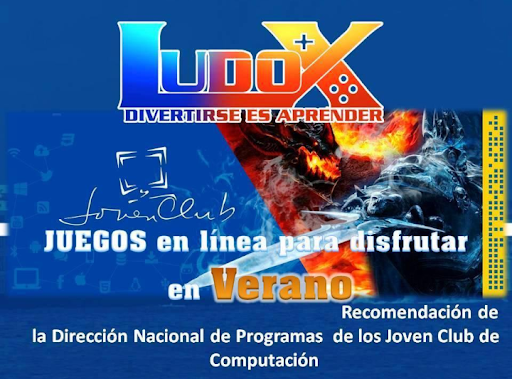 LUDOX
DIVERTIRSE ES APRENDER
Joven Club
JUEGOS en línea para disfrutar
en Verano
Recomendación de
la Dirección Nacional de Programas de los Joven Club de
Computación